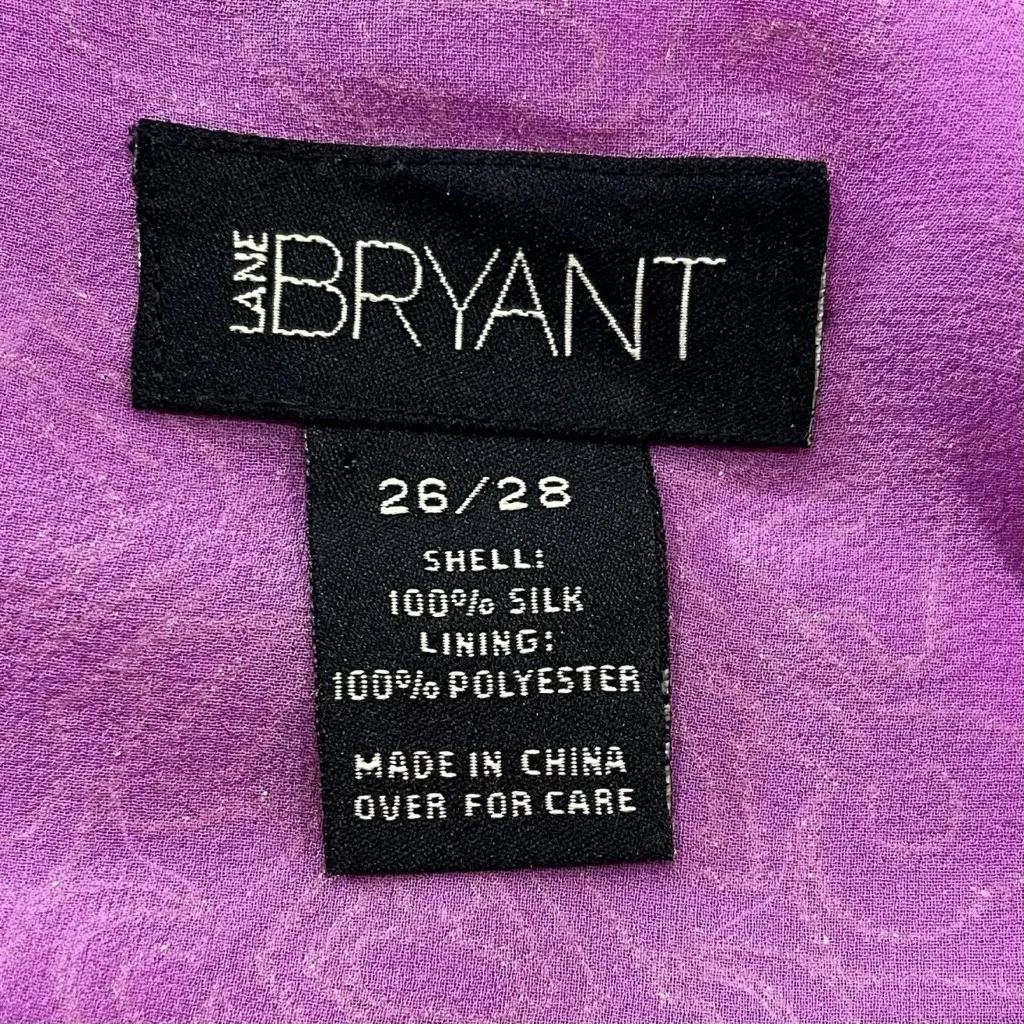 LANE BRYANT
26/28
SHELL:
100% SILK
LINING:
100% POLYESTER
MADE IN CHINA
OVER FOR CARE